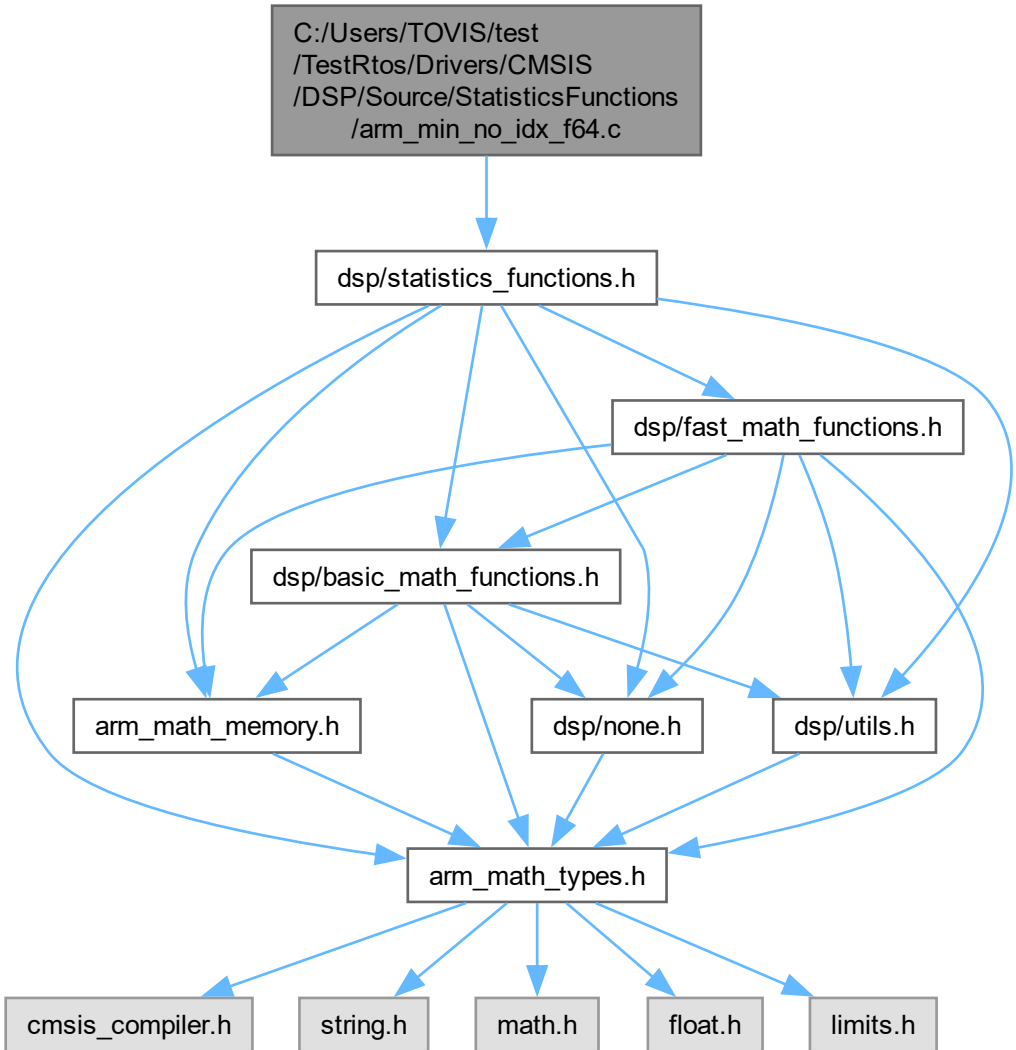 C:/Users/TOVIS/test
/TestRtos/Drivers/CMSIS
/DSP/Source/StatisticsFunctions
/arm_min_no_idx_f64.c
dsp/statistics_functions.h
dsp/fast_math_functions.h
dsp/basic_math_functions.h
arm_math_memory.h
dsp/none.h
dsp/utils.h
arm_math_types.h
cmsis_compiler.h
string.h
math.h
float.h
limits.h